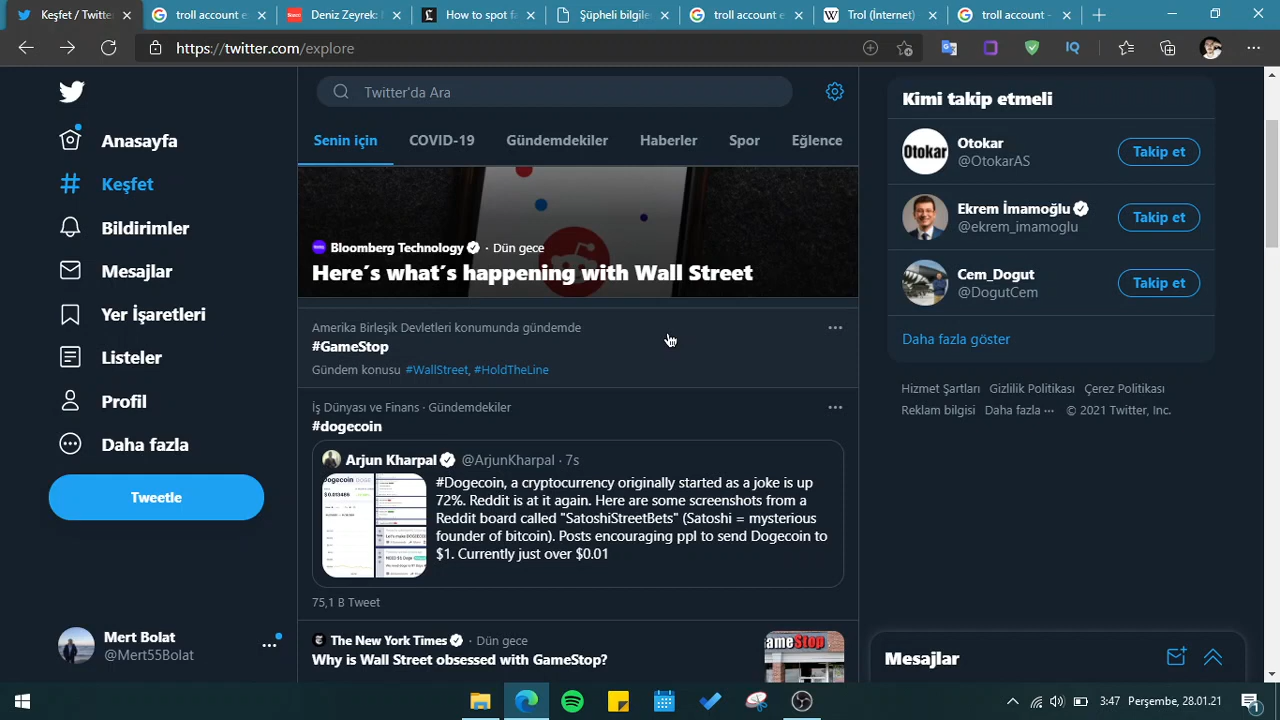 Twitter'da Keşfet /
troll account e
Deniz Zeyrek
How to spot fa
Şüpheli bilgile
troll account e
Trol (Internet)
troll account -
https://twitter.com/explore
IQ
Anasayfa
Keşfet
Bildirimler
Mesajlar
Yer İşaretleri
Listeler
Profil
Daha fazla
Tweetle
Mert Bolat
@Mert55Bolat
Twitter'da Ara
Senin için COVID-19 Gündemdekiler Haberler Spor Eğlence
Bloomberg Technology · Dün gece
Here´s what´s happening with Wall Street
Amerika Birleşik Devletleri konumunda gündemde
#GameStop
Gündem konusu #WallStreet, #HoldTheLine
İş Dünyası ve Finans · Gündemdekiler
#dogecoin
Arjun Kharpal @ArjunKharpal · 7s
#Dogecoin, a cryptocurrency originally started as a joke is up
72%. Reddit is at it again. Here are some screenshots from a
Reddit board called "SatoshiStreetBets" (Satoshi = mysterious
founder of bitcoin). Posts encouraging ppl to send Dogecoin to
$1. Currently just over $0.01
75,1 B Tweet
The New York Times · Dün gece
Why is Wall Street obsessed with GameStop?
ameStop
Kimi takip etmeli
Otokar
Otokar
@OtokarAS
Takip et
Ekrem İmamoğlu
@ekrem_imamoglu
Takip et
Cem_Dogut
@DogutCem
Takip et
Daha fazla göster
Hizmet Şartları Gizlilik Politikası Çerez Politikası
Reklam bilgisi Daha fazla ··· © 2021 Twitter, Inc.
Mesajlar
3:47 Perşembe, 28.01.21
1